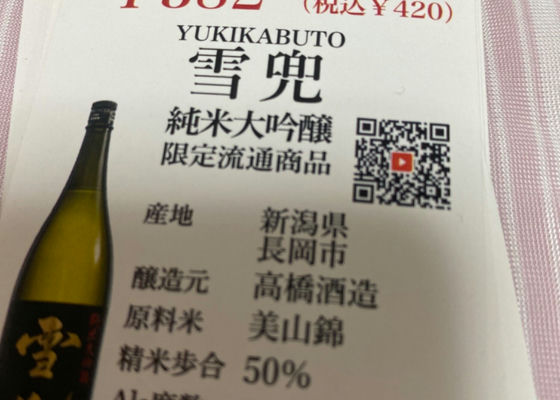 ¥382 (税込¥420)
YUKIKABUTO
雪兜
純米大吟醸
限定流通商品
産地 新潟県
長岡市
醸造元 高橋酒造
原料米 美山錦
精米歩合 50%
雪